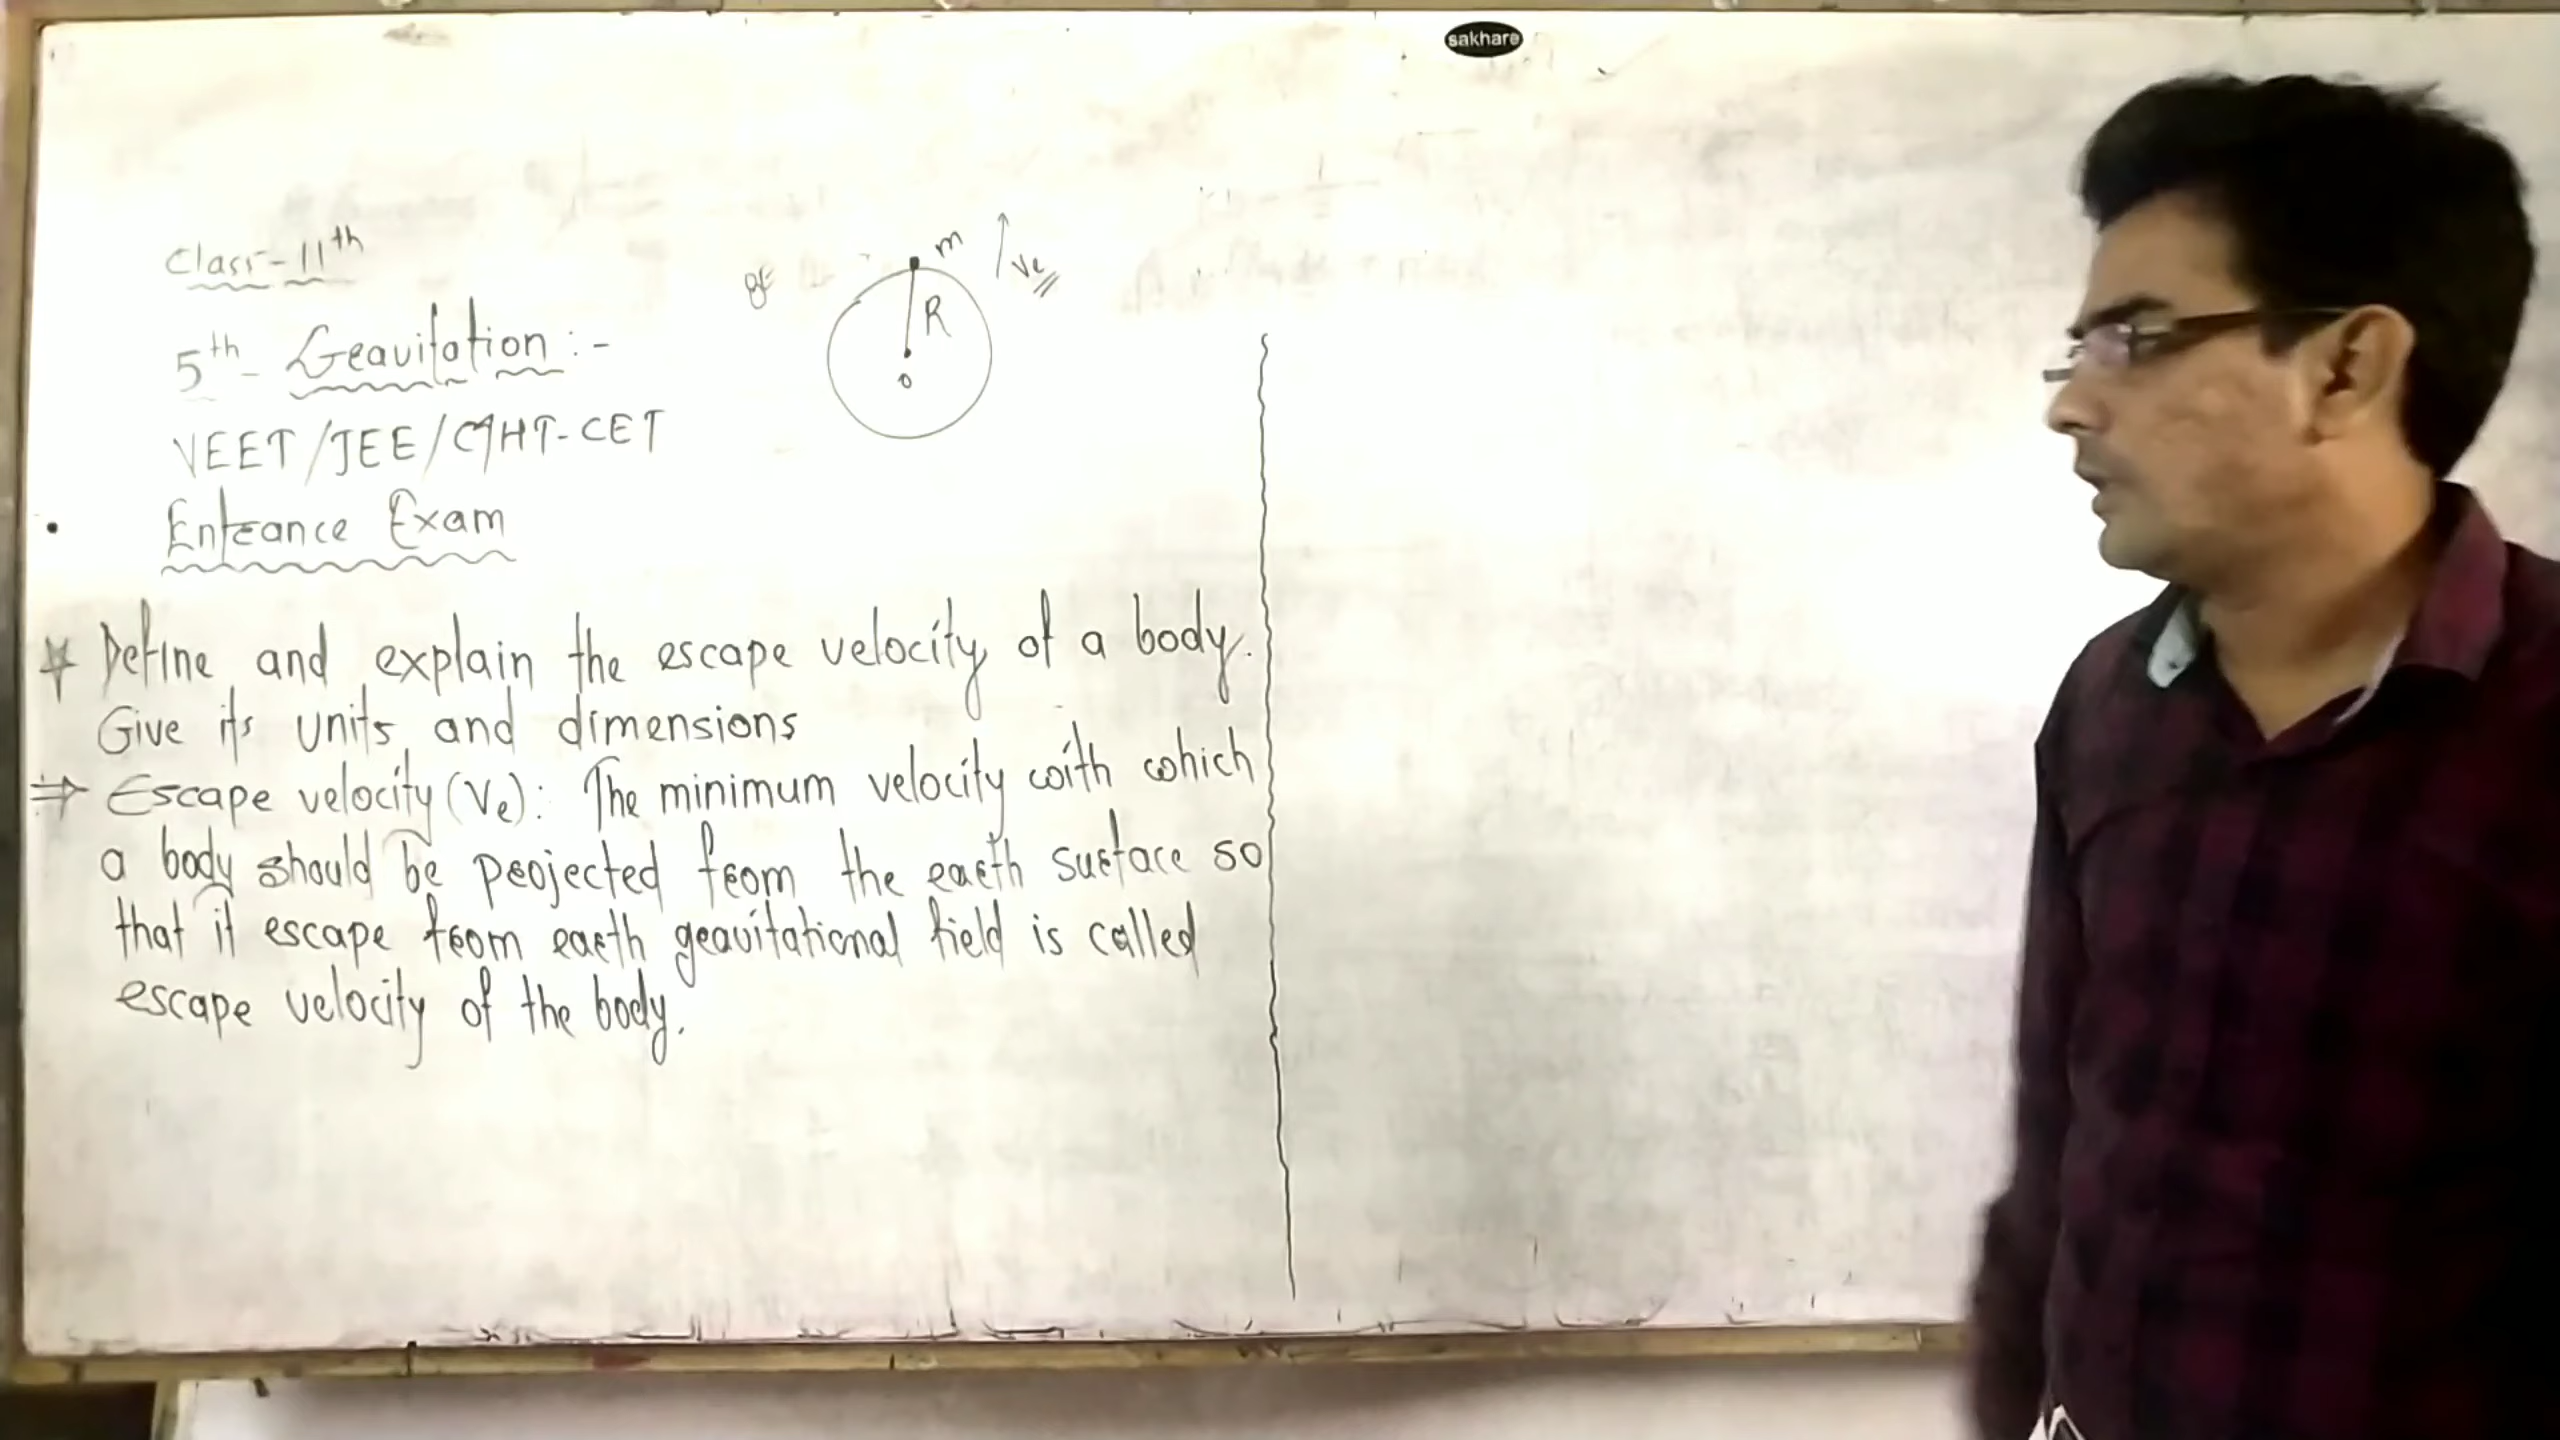 sakhare
Class-11th
5th- Gravitation :-
NEET/JEE/MHT-CET
Entrance Exam
m
Ve
R
o
* Define and explain the escape velocity of a body.
Give its units and dimensions
⇒ Escape velocity (Ve): The minimum velocity with which
a body should be projected from the earth surface so
that it escape from earth gravitational field is called
escape velocity of the body.